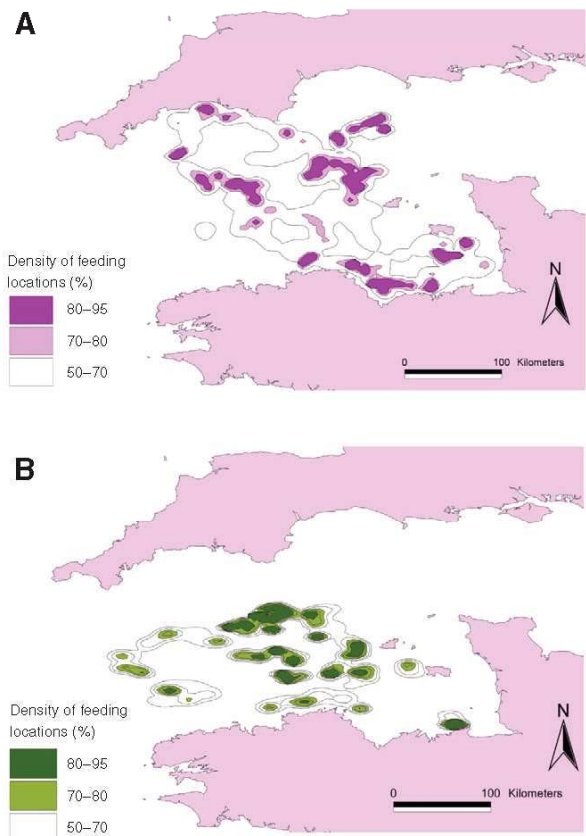 A
Density of feeding
locations (%)
80–95
70–80
50–70
N
0 100 Kilometers
B
Density of feeding
locations (%)
80–95
70–80
50–70
N
0 100 Kilometers